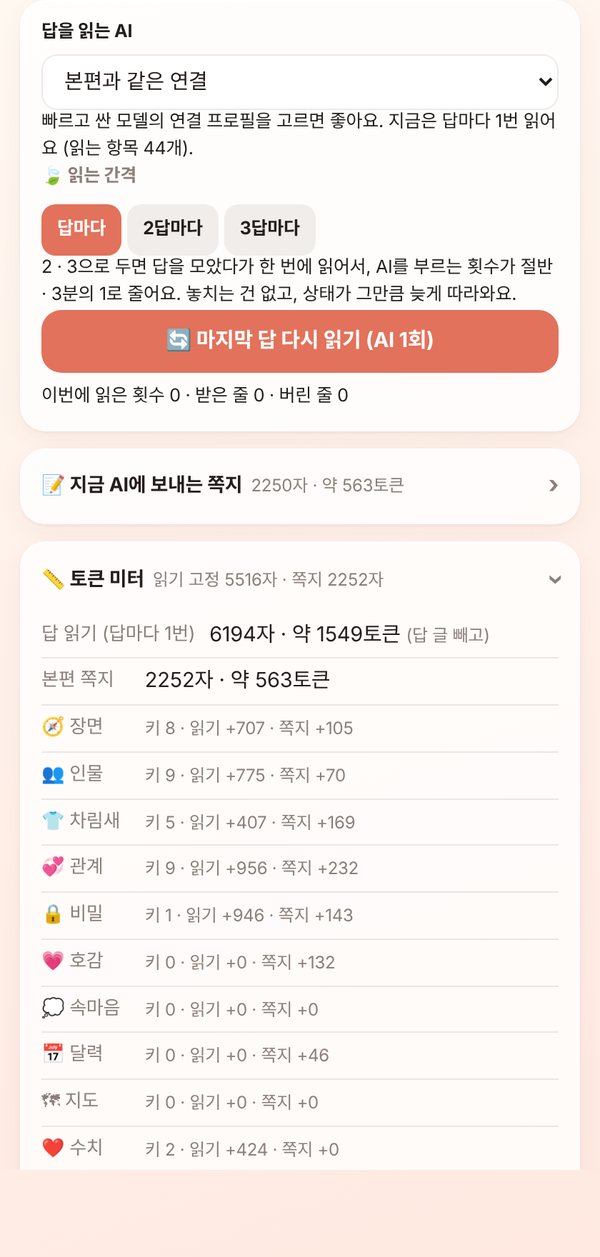 답을 읽는 AI
본편과 같은 연결
빠르고 싼 모델의 연결 프로필을 고르면 좋아요. 지금은 답마다 1번 읽어
요 (읽는 항목 44개).
🍃 읽는 간격
답마다 2답마다 3답마다
2 · 3으로 두면 답을 모았다가 한 번에 읽어서, AI를 부르는 횟수가 절반
· 3분의 1로 줄어요. 놓치는 건 없고, 상태가 그만큼 늦게 따라와요.
🔄 마지막 답 다시 읽기 (AI 1회)
이번에 읽은 횟수 0 · 받은 줄 0 · 버린 줄 0
📝 지금 AI에 보내는 쪽지 2250자 · 약 563토큰
📏 토큰 미터 읽기 고정 5516자 · 쪽지 2252자
답 읽기 (답마다 1번) 6194자 · 약 1549토큰 (답 글 빼고)
본편 쪽지 2252자 · 약 563토큰
🧭 장면 키 8 · 읽기 +707 · 쪽지 +105
👥 인물 키 9 · 읽기 +775 · 쪽지 +70
👕 차림새 키 5 · 읽기 +407 · 쪽지 +169
💞 관계 키 9 · 읽기 +956 · 쪽지 +232
🔒 비밀 키 1 · 읽기 +946 · 쪽지 +143
💗 호감 키 0 · 읽기 +0 · 쪽지 +132
💭 속마음 키 0 · 읽기 +0 · 쪽지 +0
📅 달력 키 0 · 읽기 +0 · 쪽지 +46
🗺 지도 키 0 · 읽기 +0 · 쪽지 +0
❤️ 수치 키 2 · 읽기 +424 · 쪽지 +0